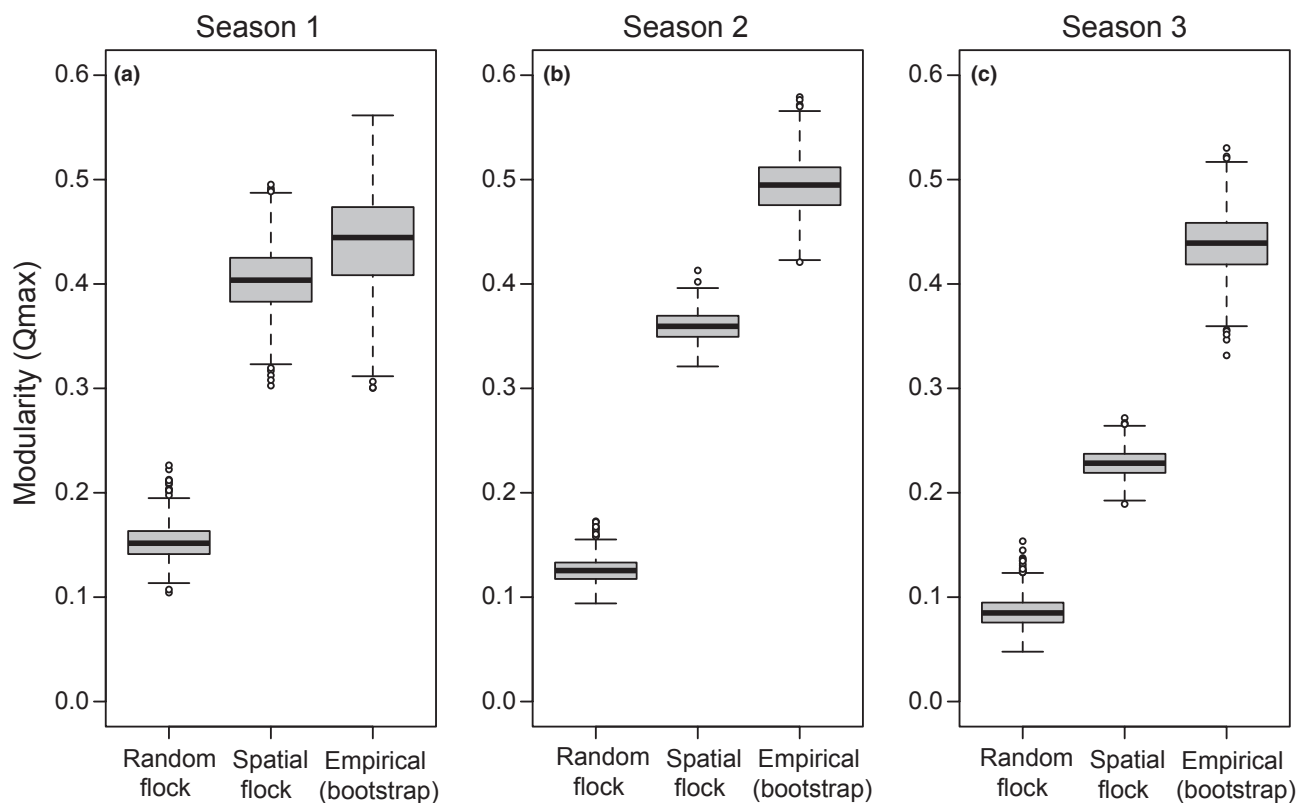 Season 1
Season 2
Season 3
Modularity (Qmax)
(a)
0.6
0.5
0.4
0.3
0.2
0.1
0.0
Random flock
Spatial flock
Empirical (bootstrap)
(b)
0.6
0.5
0.4
0.3
0.2
0.1
0.0
Random flock
Spatial flock
Empirical (bootstrap)
(c)
0.6
0.5
0.4
0.3
0.2
0.1
0.0
Random flock
Spatial flock
Empirical (bootstrap)